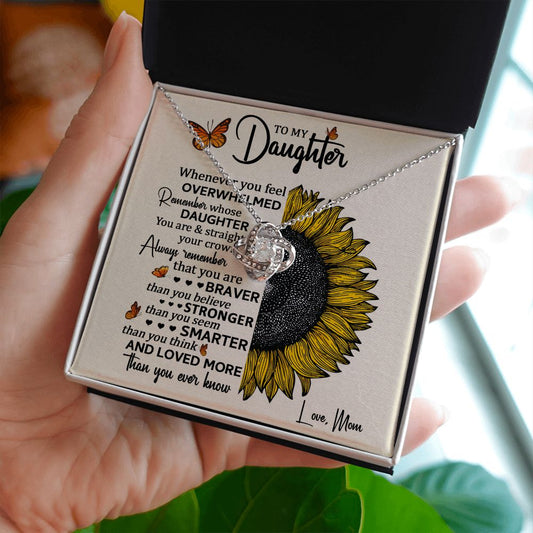 TO MY
Daughter
Whenever you feel
OVERWHELMED
Remember whose
DAUGHTER
You are & straight
your crow
Always remember
that you are
BRAVER
than you believe
STRONGER
than you seem
SMARTER
than you think
AND LOVED MORE
than you ever know
Love, Mom